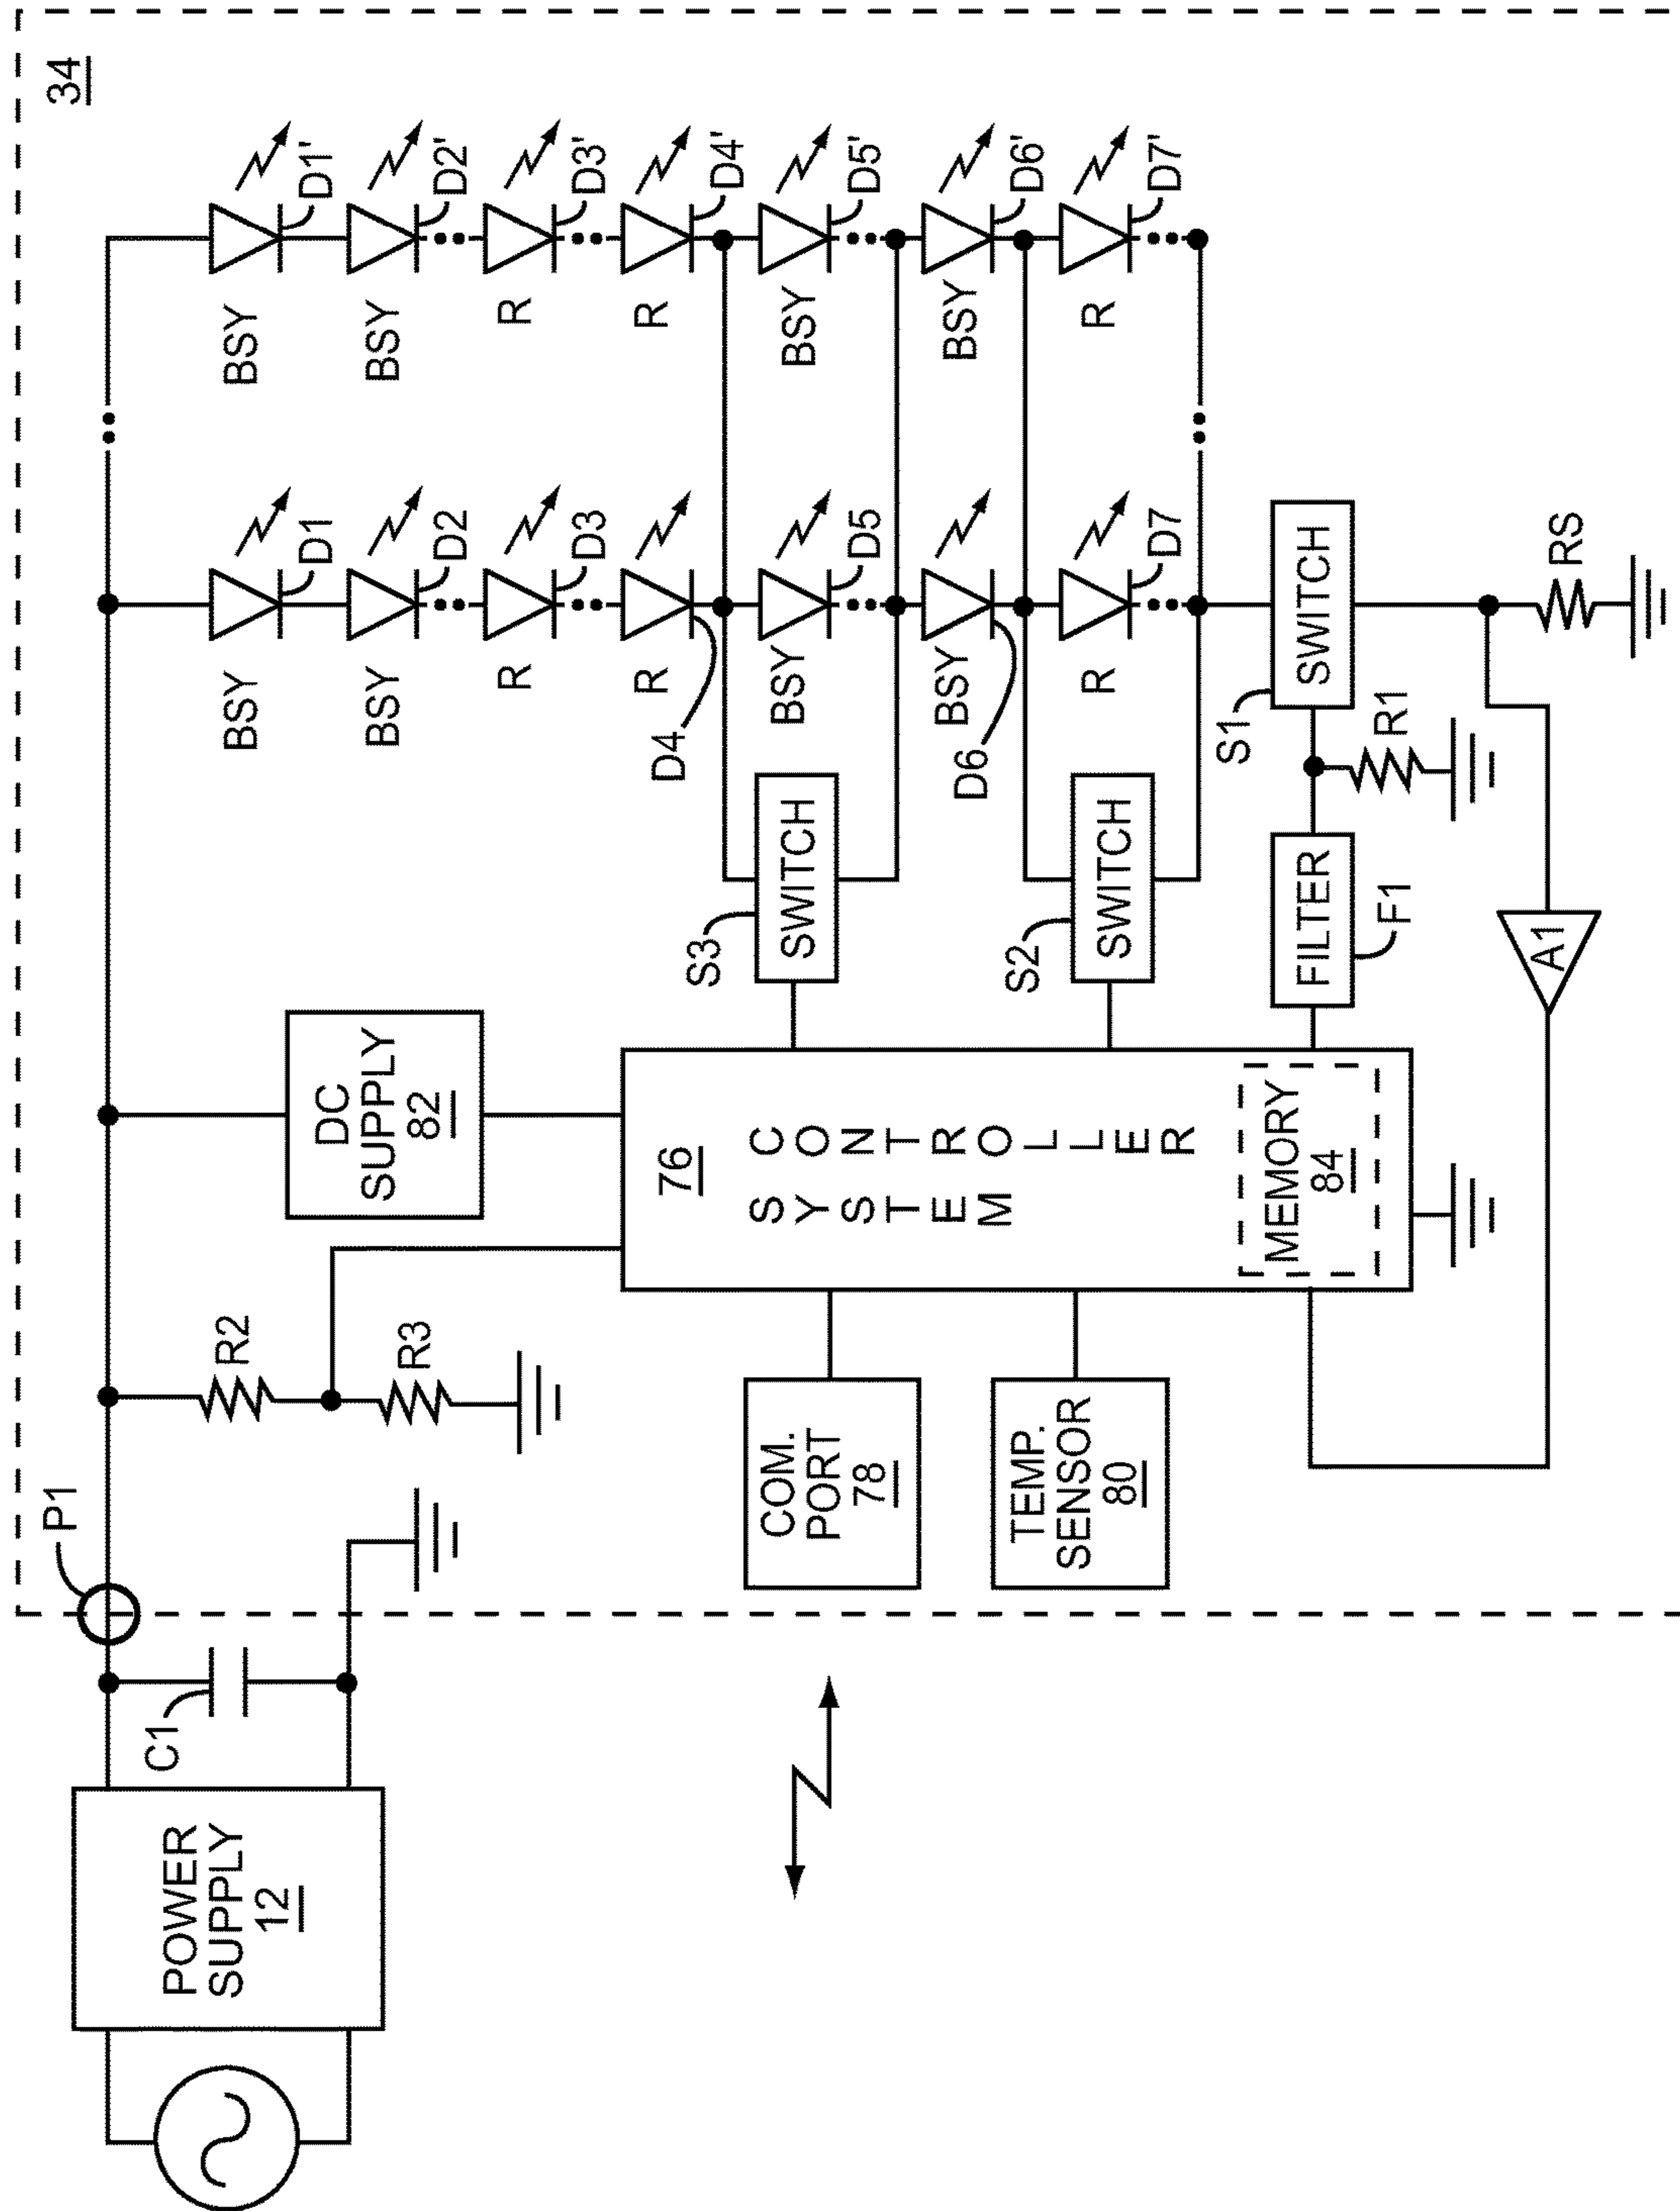 34
P1
C1
POWER
SUPPLY
12
R2
R3
DC
SUPPLY
82
76
SYSTEM
CONTROLLER
MEMORY
84
COM.
PORT
78
TEMP.
SENSOR
80
S3
SWITCH
S2
SWITCH
S1
SWITCH
FILTER
F1
R1
RS
A1
BSY
D1
BSY
D2
R
D3
R
D4
BSY
D5
BSY
D6
R
D7
BSY
D1'
BSY
D2'
R
D3'
R
D4'
BSY
D5'
BSY
D6'
R
D7'